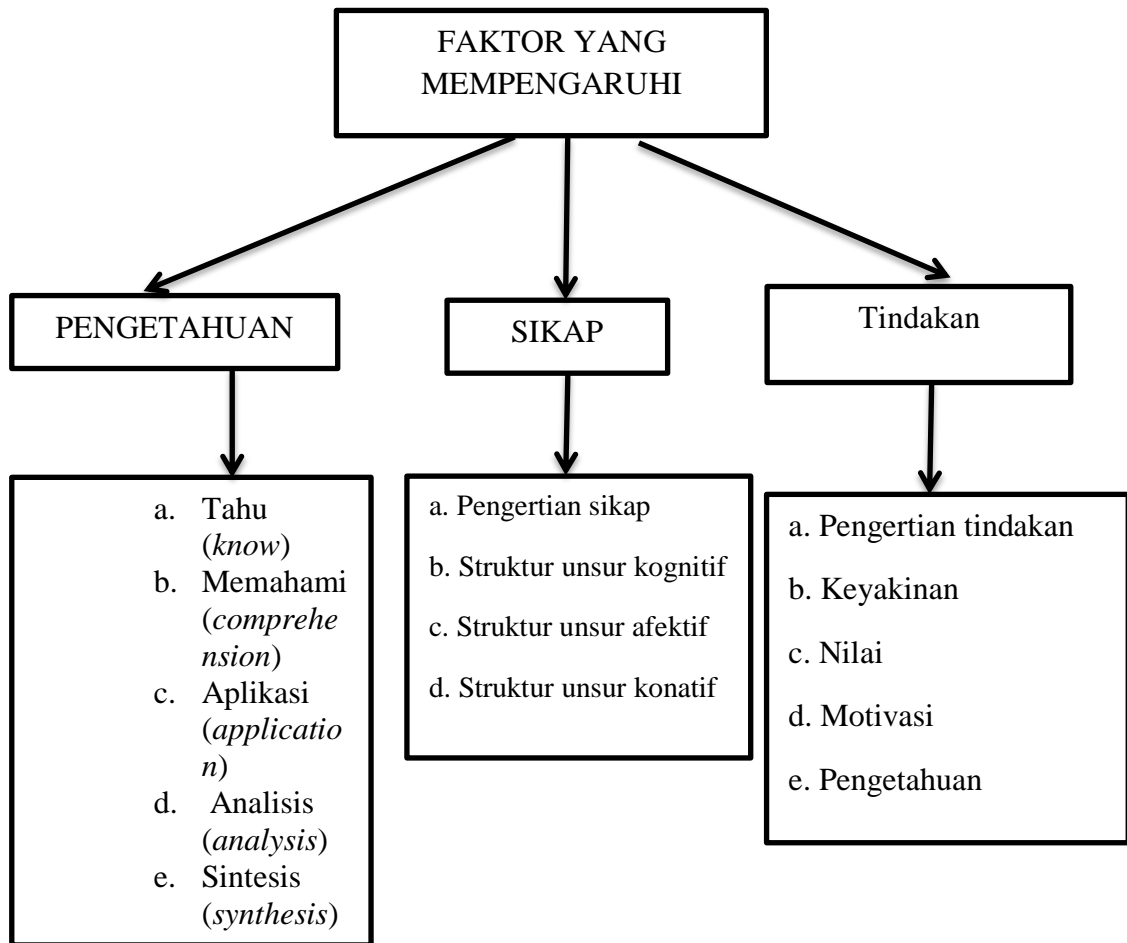 FAKTOR YANG
MEMPENGARUHI
PENGETAHUAN
SIKAP
Tindakan
a. Tahu
(know)
b. Memahami
(comprehe
nsion)
c. Aplikasi
(applicatio
n)
d. Analisis
(analysis)
e. Sintesis
(synthesis)
a. Pengertian sikap
b. Struktur unsur kognitif
c. Struktur unsur afektif
d. Struktur unsur konatif
a. Pengertian tindakan
b. Keyakinan
c. Nilai
d. Motivasi
e. Pengetahuan